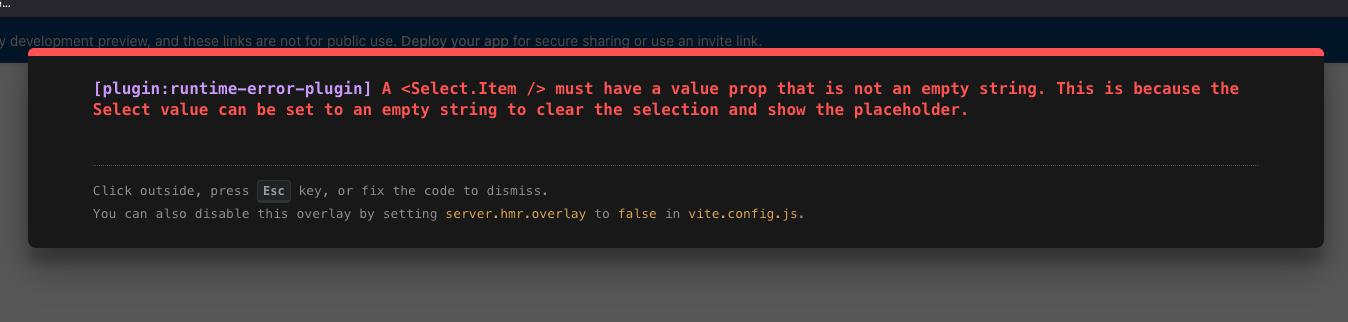 y development preview, and these links are not for public use. Deploy your app for secure sharing or use an invite link.
[plugin:runtime-error-plugin] A <Select.Item /> must have a value prop that is not an empty string. This is because the
Select value can be set to an empty string to clear the selection and show the placeholder.
Click outside, press Esc key, or fix the code to dismiss.
You can also disable this overlay by setting server.hmr.overlay to false in vite.config.js.